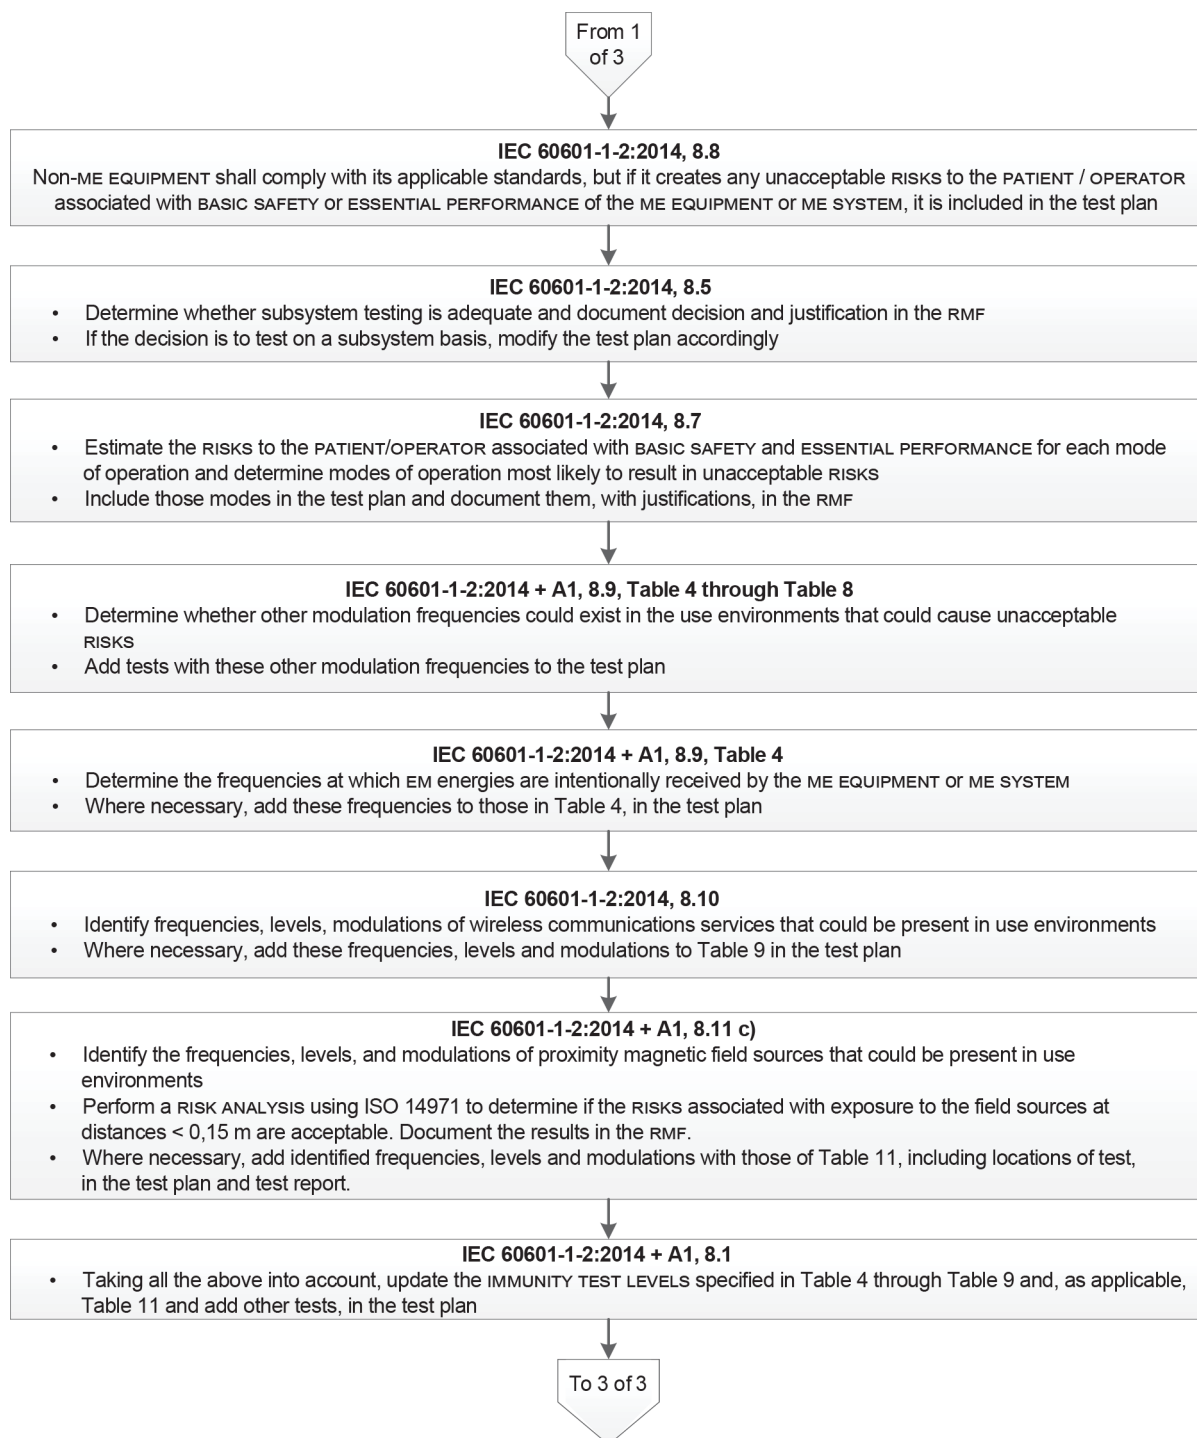 From 1
of 3
IEC 60601-1-2:2014, 8.8
Non-ME EQUIPMENT shall comply with its applicable standards, but if it creates any unacceptable RISKS to the PATIENT / OPERATOR
associated with BASIC SAFETY or ESSENTIAL PERFORMANCE of the ME EQUIPMENT or ME SYSTEM, it is included in the test plan
IEC 60601-1-2:2014, 8.5
• Determine whether subsystem testing is adequate and document decision and justification in the RMF
• If the decision is to test on a subsystem basis, modify the test plan accordingly
IEC 60601-1-2:2014, 8.7
• Estimate the RISKS to the PATIENT/OPERATOR associated with BASIC SAFETY and ESSENTIAL PERFORMANCE for each mode
of operation and determine modes of operation most likely to result in unacceptable RISKS
• Include those modes in the test plan and document them, with justifications, in the RMF
IEC 60601-1-2:2014 + A1, 8.9, Table 4 through Table 8
• Determine whether other modulation frequencies could exist in the use environments that could cause unacceptable
RISKS
• Add tests with these other modulation frequencies to the test plan
IEC 60601-1-2:2014 + A1, 8.9, Table 4
• Determine the frequencies at which EM energies are intentionally received by the ME EQUIPMENT or ME SYSTEM
• Where necessary, add these frequencies to those in Table 4, in the test plan
IEC 60601-1-2:2014, 8.10
• Identify frequencies, levels, modulations of wireless communications services that could be present in use environments
• Where necessary, add these frequencies, levels and modulations to Table 9 in the test plan
IEC 60601-1-2:2014 + A1, 8.11 c)
• Identify the frequencies, levels, and modulations of proximity magnetic field sources that could be present in use
environments
• Perform a RISK ANALYSIS using ISO 14971 to determine if the RISKS associated with exposure to the field sources at
distances < 0,15 m are acceptable. Document the results in the RMF.
• Where necessary, add identified frequencies, levels and modulations with those of Table 11, including locations of test,
in the test plan and test report.
IEC 60601-1-2:2014 + A1, 8.1
• Taking all the above into account, update the IMMUNITY TEST LEVELS specified in Table 4 through Table 9 and, as applicable,
Table 11 and add other tests, in the test plan
To 3 of 3